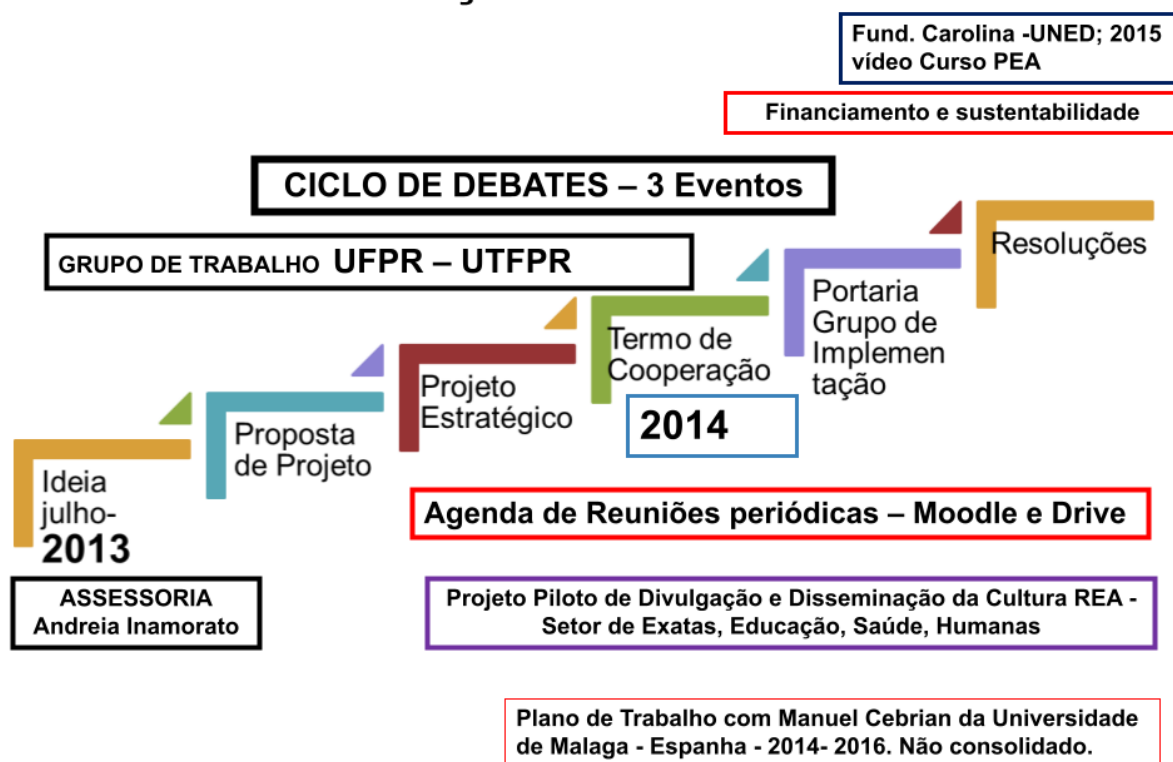 Fund. Carolina -UNED; 2015
vídeo Curso PEA
Financiamento e sustentabilidade
CICLO DE DEBATES – 3 Eventos
GRUPO DE TRABALHO UFPR – UTFPR
Resoluções
Portaria
Grupo de
Implemen
tação
Termo de
Cooperação
2014
Projeto
Estratégico
Proposta
de Projeto
Ideia
julho-
2013
Agenda de Reuniões periódicas – Moodle e Drive
ASSESSORIA
Andreia Inamorato
Projeto Piloto de Divulgação e Disseminação da Cultura REA -
Setor de Exatas, Educação, Saúde, Humanas
Plano de Trabalho com Manuel Cebrian da Universidade
de Malaga - Espanha - 2014- 2016. Não consolidado.